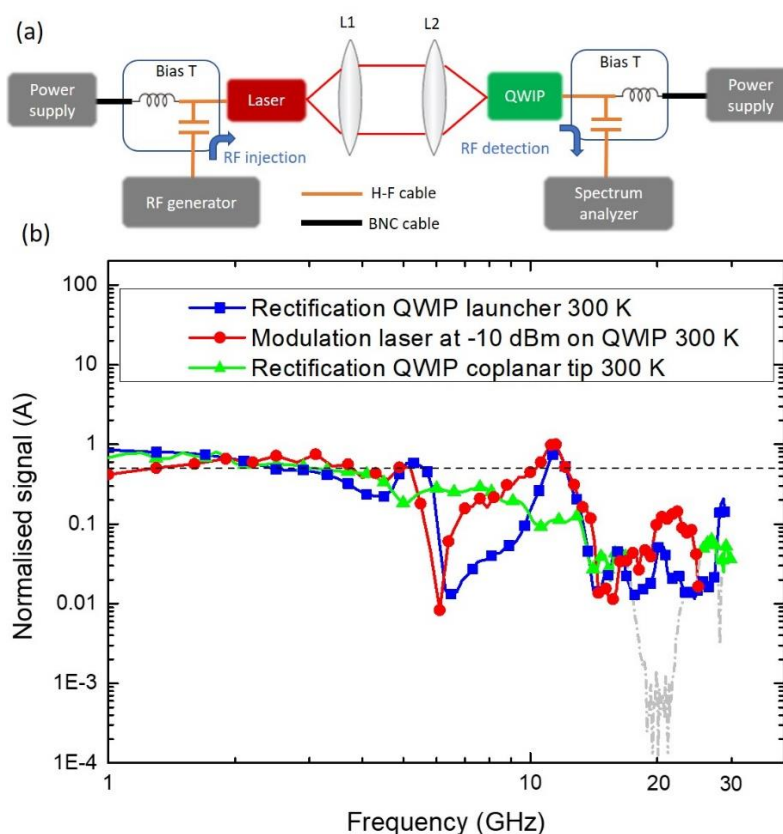 (a)
L1
L2
Bias T
Bias T
Power
supply
Laser
QWIP
Power
supply
RF injection
RF detection
RF generator
H-F cable
BNC cable
Spectrum
analyzer
(b)
Rectification QWIP launcher 300 K
Modulation laser at -10 dBm on QWIP 300 K
Rectification QWIP coplanar tip 300 K
Normalised signal (A)
100
10
1
0.1
0.01
1E-3
1E-4
1
10
20
30
Frequency (GHz)